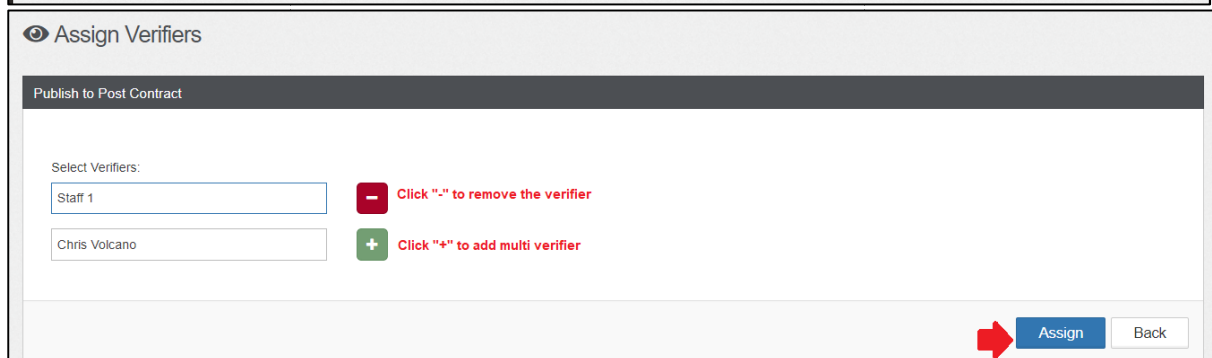 Assign Verifiers
Publish to Post Contract
Select Verifiers:
Staff 1
Click "-" to remove the verifier
Chris Volcano
Click "+" to add multi verifier
Assign Back